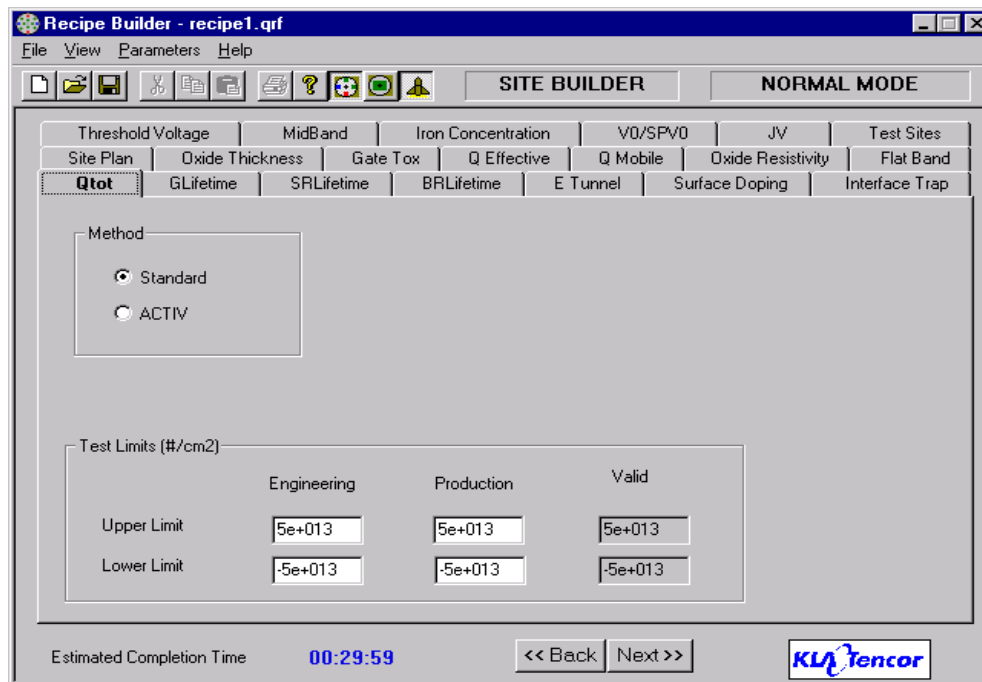 Recipe Builder - recipe1.qrf
File View Parameters Help
SITE BUILDER NORMAL MODE
Threshold Voltage MidBand Iron Concentration V0/SPV0 JV Test Sites
Site Plan Oxide Thickness Gate Tox Q Effective Q Mobile Oxide Resistivity Flat Band
Qtot GLifetime SRLifetime BRLifetime E Tunnel Surface Doping Interface Trap
Method
Standard
ACTIV
Test Limits (#/cm2)
Engineering Production Valid
Upper Limit 5e+013 5e+013 5e+013
Lower Limit -5e+013 -5e+013 -5e+013
Estimated Completion Time 00:29:59 << Back Next >> KLA Tencor